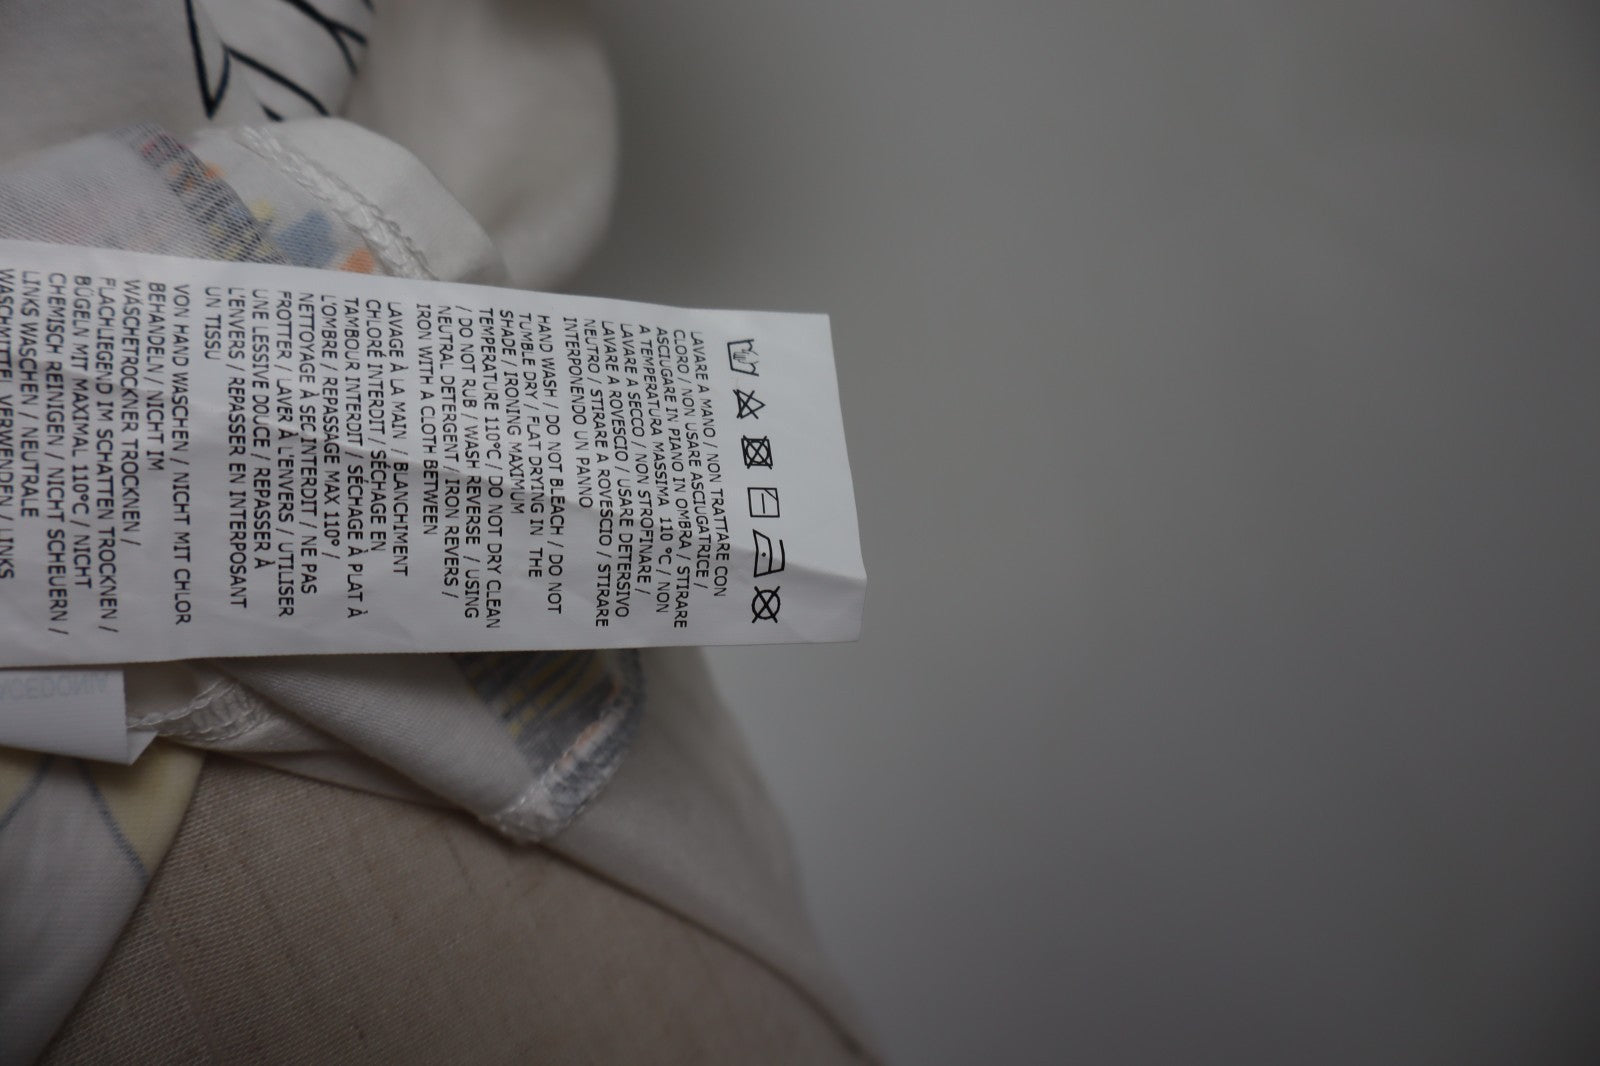 LAVARE A MANO / NON TRATTARE CON
CLORO / NON USARE ASCIUGATRICE /
ASCIUGARE IN PIANO IN OMBRA / STIRARE
A TEMPERATURA MASSIMA 110 °C / NON
LAVARE A SECCO / NON STROFINARE /
LAVARE A ROVESCIO / USARE DETERSIVO
NEUTRO / STIRARE A ROVESCIO / STIRARE
INTERPONENDO UN PANNO
HAND WASH / DO NOT BLEACH / DO NOT
TUMBLE DRY / FLAT DRYING IN THE
SHADE / IRONING MAXIMUM
TEMPERATURE 110°C / DO NOT DRY CLEAN
/ DO NOT RUB / WASH REVERSE / USING
NEUTRAL DETERGENT / IRON REVERS /
IRON WITH A CLOTH BETWEEN
LAVAGE À LA MAIN / BLANCHIMENT
CHLORÉ INTERDIT / SÉCHAGE EN
TAMBOUR INTERDIT / SÉCHAGE À PLAT À
L'OMBRE / REPASSAGE MAX 110° /
NETTOYAGE À SEC INTERDIT / NE PAS
FROTTER / LAVER À L'ENVERS / UTILISER
UNE LESSIVE DOUCE / REPASSER À
L'ENVERS / REPASSER EN INTERPOSANT
UN TISSU
VON HAND WASCHEN / NICHT MIT CHLOR
BEHANDELN / NICHT IM
WÄSCHETROCKNER TROCKNEN /
FLACHLIEGEND IM SCHATTEN TROCKNEN /
BÜGELN MIT MAXIMAL 110°C / NICHT
CHEMISCH REINIGEN / NICHT SCHEUERN /
LINKS WASCHEN / NEUTRALE
WASCHMITTEL VERWENDEN / LINKS